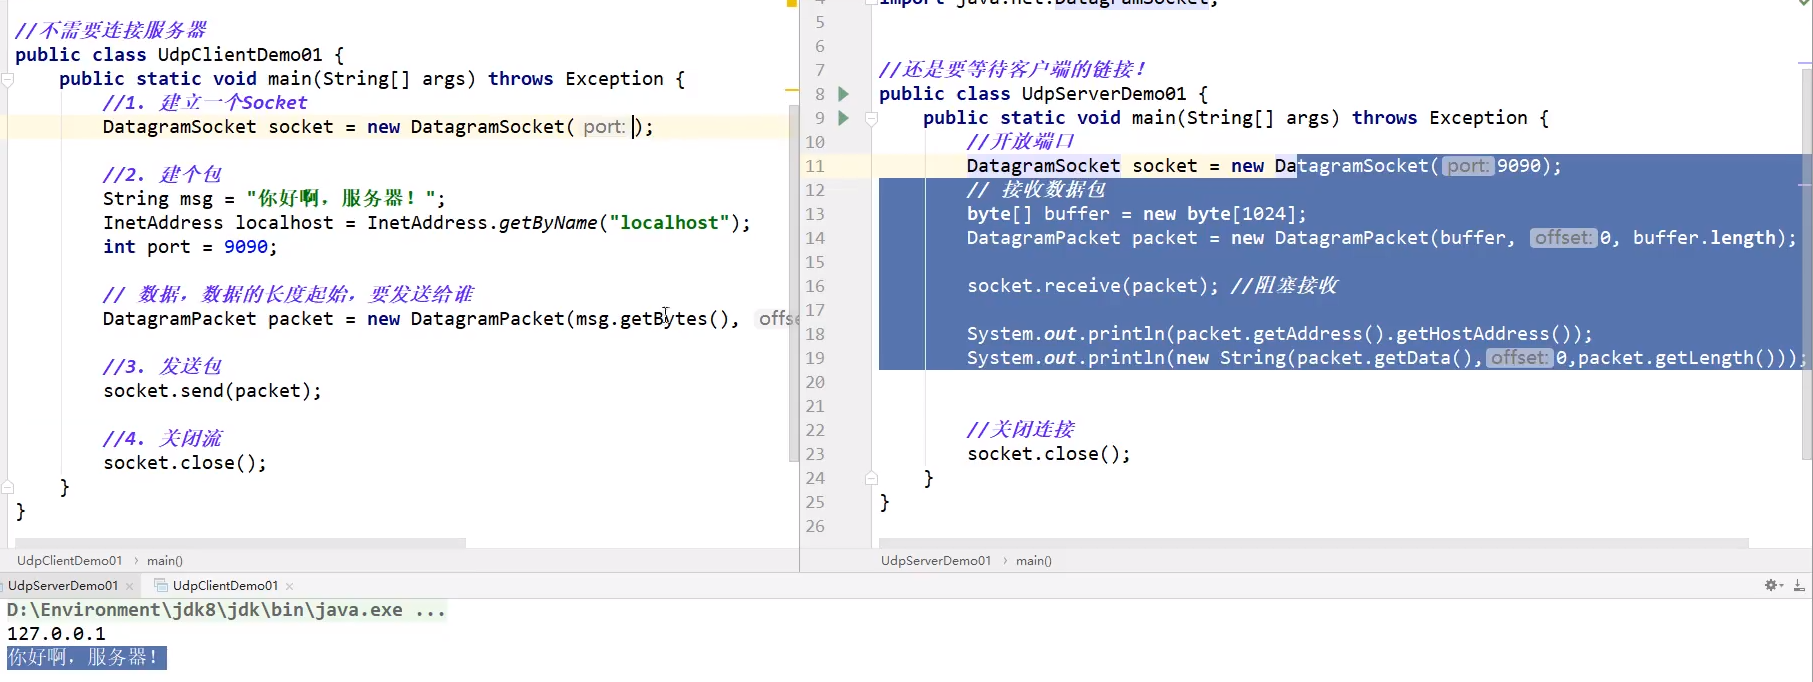 //不需要连接服务器
public class UdpClientDemo01 {
public static void main(String[] args) throws Exception {
//1. 建立一个Socket
DatagramSocket socket = new DatagramSocket( port: );
//2. 建个包
String msg = "你好啊，服务器！";
InetAddress localhost = InetAddress.getByName("localhost");
int port = 9090;
// 数据，数据的长度起始，要发送给谁
DatagramPacket packet = new DatagramPacket(msg.getBytes(), offse
//3. 发送包
socket.send(packet);
//4. 关闭流
socket.close();
}
}
UdpClientDemo01 › main()
4 import java.net.DatagramSocket;
5
6
7 //还是要等待客户端的链接！
8 public class UdpServerDemo01 {
9 public static void main(String[] args) throws Exception {
10 //开放端口
11 DatagramSocket socket = new DatagramSocket( port: 9090);
12 // 接收数据包
13 byte[] buffer = new byte[1024];
14 DatagramPacket packet = new DatagramPacket(buffer, offset: 0, buffer.length);
15
16 socket.receive(packet); //阻塞接收
17
18 System.out.println(packet.getAddress().getHostAddress());
19 System.out.println(new String(packet.getData(), offset: 0,packet.getLength()));
20
21
22 //关闭连接
23 socket.close();
24 }
25 }
26
UdpServerDemo01 › main()
UdpServerDemo01 × UdpClientDemo01 ×
D:\Environment\jdk8\jdk\bin\java.exe ...
127.0.0.1
你好啊，服务器！